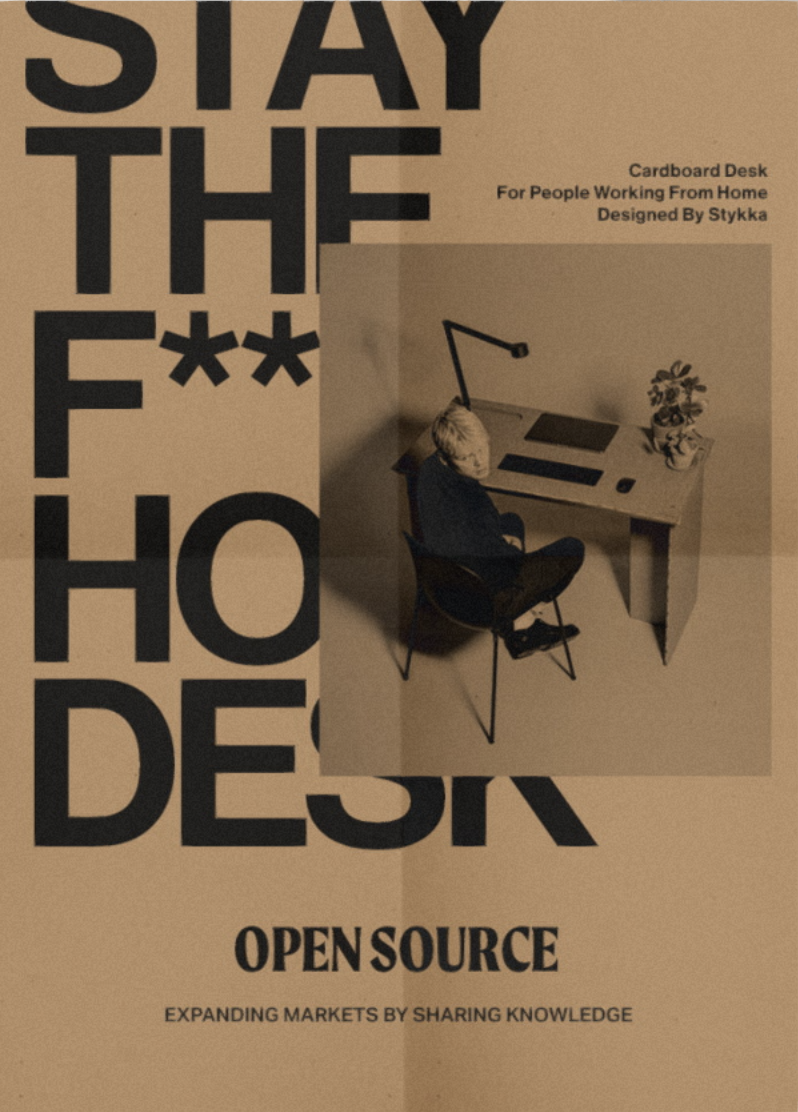 STAY
THE
F**
HO
DESK
Cardboard Desk
For People Working From Home
Designed By Stykka
OPEN SOURCE
EXPANDING MARKETS BY SHARING KNOWLEDGE